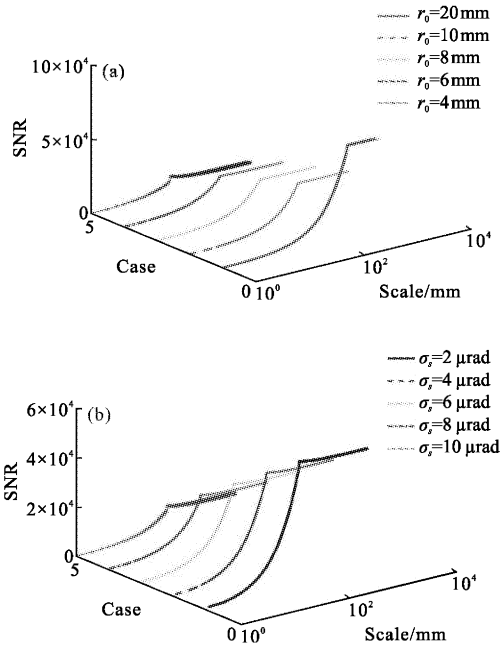 r₀=20mm
r₀=10mm
r₀=8mm
r₀=6mm
r₀=4mm
(a)
10×10⁴
5×10⁴
0
SNR
5
Case
0
10⁰
10²
10⁴
Scale/mm
σₛ=2 μrad
σₛ=4 μrad
σₛ=6 μrad
σₛ=8 μrad
σₛ=10 μrad
(b)
6×10⁴
4×10⁴
2×10⁴
0
SNR
5
Case
0
10⁰
10²
10⁴
Scale/mm